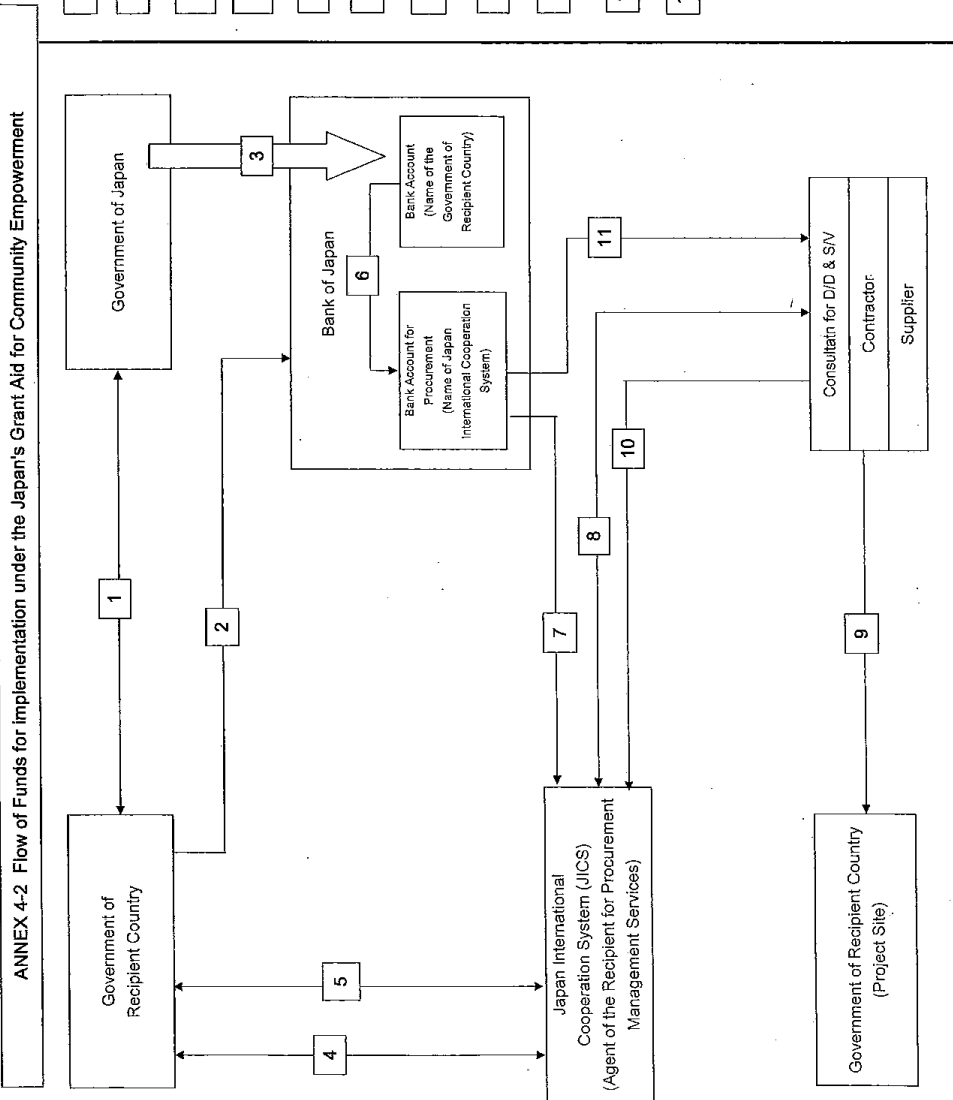 ANNEX 4-2 Flow of Funds for implementation under the Japan's Grant Aid for Community Empowerment
Government of
Recipient Country
1
Government of Japan
2
3
Bank of Japan
Bank Account for
Procurement
(Name of Japan
International Cooperation
System)
6
Bank Account
(Name of the
Government of
Recipient Country)
4
5
Japan International
Cooperation System (JICS)
(Agent of the Recipient for Procurement
Management Services)
7
8
10
11
Consultatn for D/D & S/V
Contractor
Supplier
9
Government of Recipient Country
(Project Site)